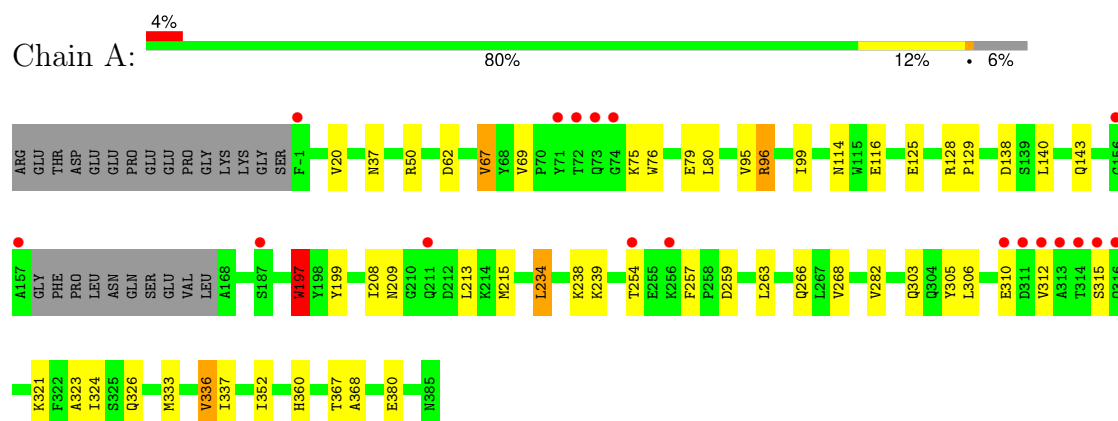 4%
Chain A:
80% 12% • 6%
ARG GLU THR ASP GLU GLU PRO GLU GLU PRO GLY LYS LYS GLY SER F-1 V20 N37 R50 D62 V67 Y68 V69 P70 Y71 T72 Q73 G74 K75 W76 E79 L80 V95 R96 I99 N114 W115 E116 E125 R128 P129 D138 S139 L140 Q143 G156
A157 GLY PHE PRO LEU ASN GLN SER GLU VAL LEU A168 S187 W197 Y198 Y199 I208 N209 G210 Q211 D212 L213 K214 M215 L234 K238 K239 T254 E255 K256 F257 P258 D259 L263 Q266 L267 V268 V282 Q303 Q304 Y305 L306 E310 D311 V312 A313 T314 S315 Q316
K321 F322 A323 I324 S325 Q326 M333 V336 I337 I352 H360 T367 A368 E380 N385